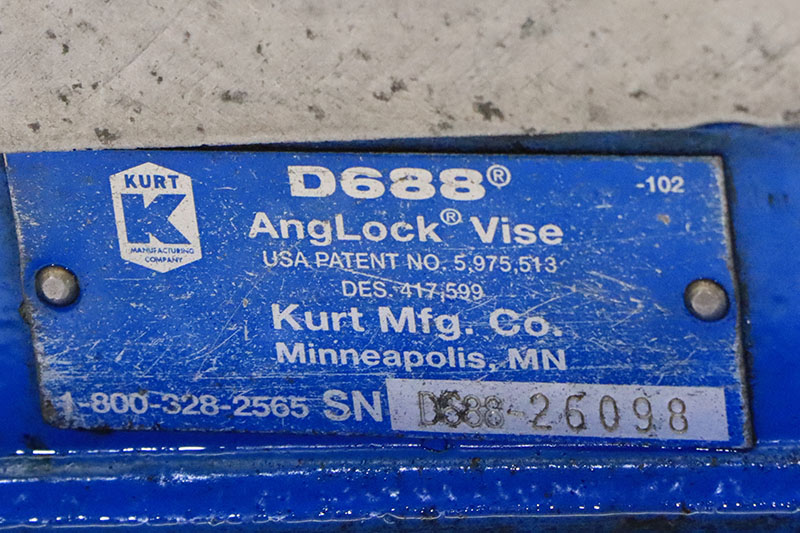 KURT
K
MANUFACTURING
COMPANY
D688®
-102
AngLock® Vise
USA PATENT NO. 5,975,513
DES. 417,599
Kurt Mfg. Co.
Minneapolis, MN
1-800-328-2565 SN D688-26098